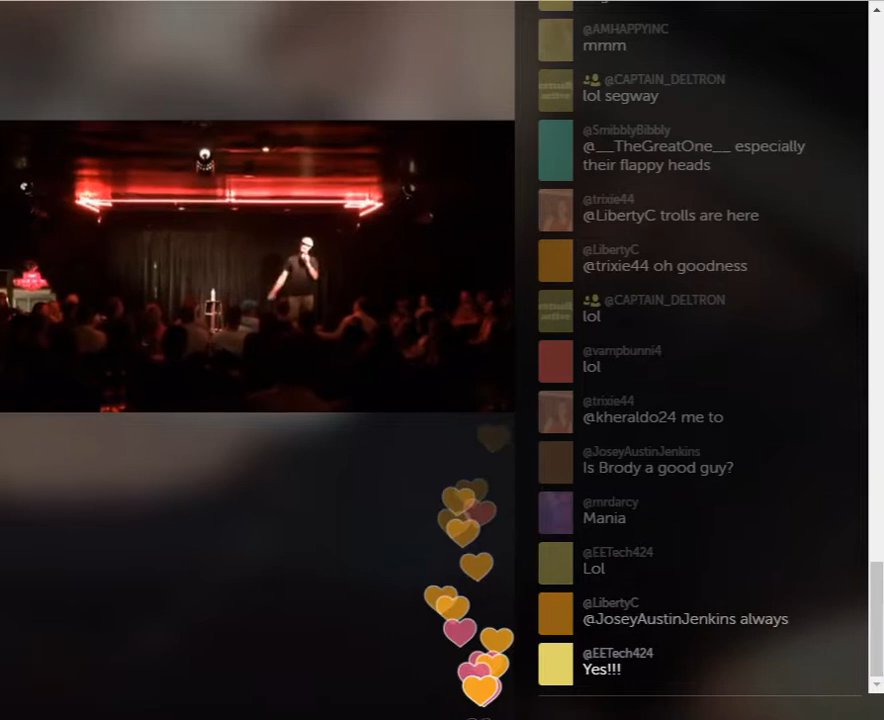 @AMHAPPYINC
mmm
@CAPTAIN_DELTRON
lol segway
@SmibblyBibbly
@__TheGreatOne__ especially
their flappy heads
@trixie44
@LibertyC trolls are here
@LibertyC
@trixie44 oh goodness
@CAPTAIN_DELTRON
lol
@vampbunni4
lol
@trixie44
@kheraldo24 me to
@JoseyAustinJenkins
Is Brody a good guy?
@mrdarcy
Mania
@EETech424
Lol
@LibertyC
@JoseyAustinJenkins always
@EETech424
Yes!!!